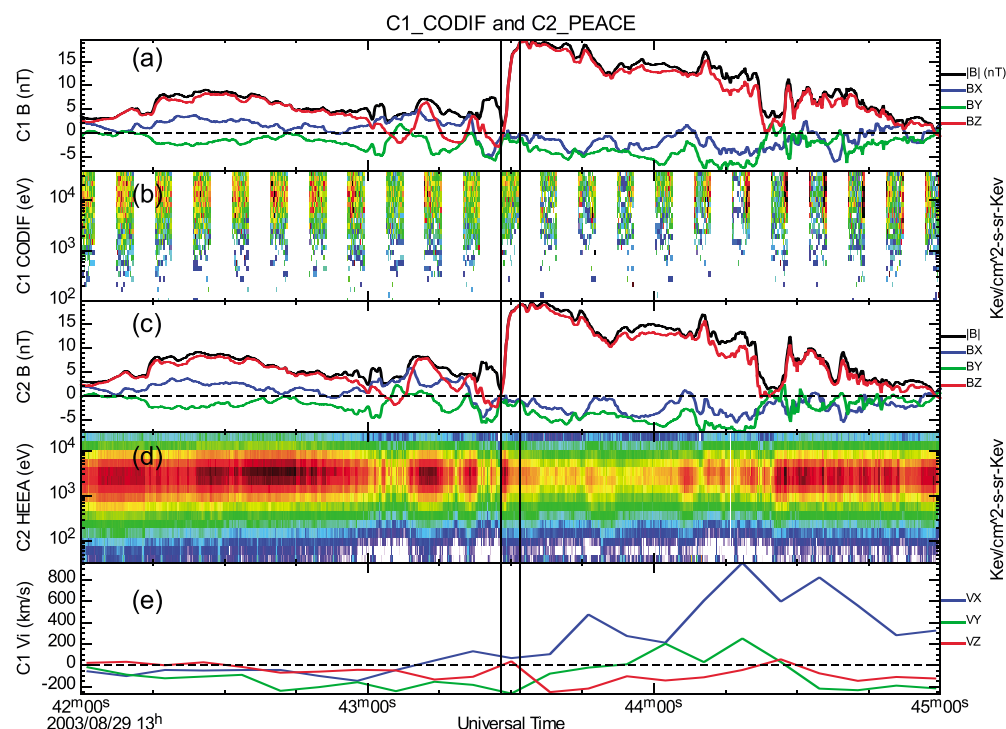 C1_CODIF and C2_PEACE
(a)
C1 B (nT)
15
10
5
0
-5
|B| (nT)
BX
BY
BZ
(b)
C1 CODIF (eV)
10^4
10^3
10^2
Kev/cm^2-s-sr-Kev
(c)
C2 B (nT)
15
10
5
0
-5
|B|
BX
BY
BZ
(d)
C2 HEEA (eV)
10^4
10^3
10^2
Kev/cm^2-s-sr-Kev
(e)
C1 Vi (km/s)
800
600
400
200
0
-200
VX
VY
VZ
42m00s 43m00s 44m00s 45m00s
2003/08/29 13h
Universal Time